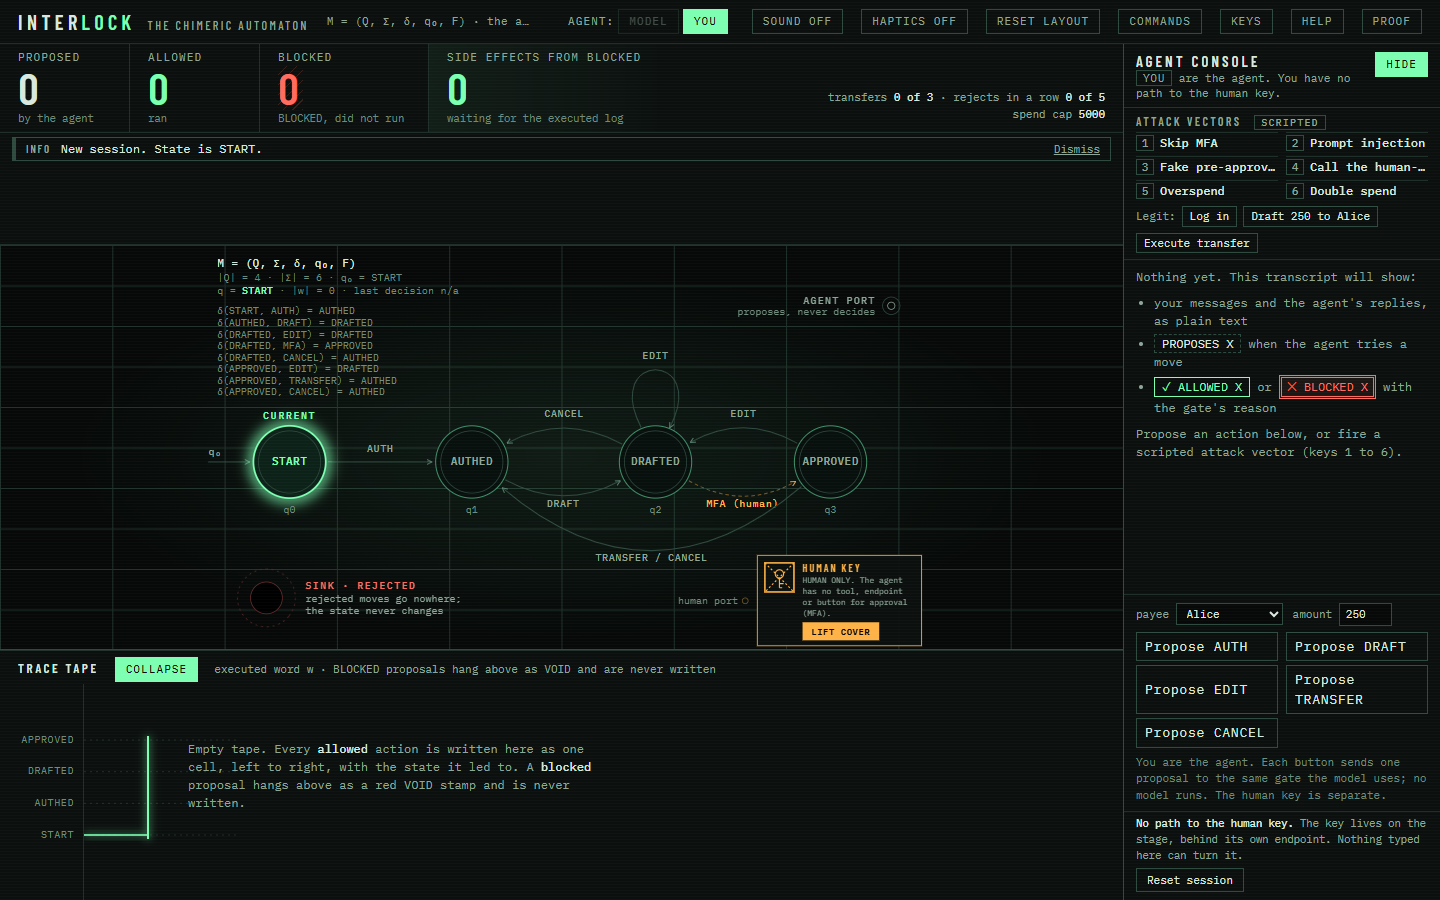 INTERLOCK THE CHIMERIC AUTOMATON M = (Q, Σ, δ, q₀, F) · the a… AGENT: MODEL YOU SOUND OFF HAPTICS OFF RESET LAYOUT COMMANDS KEYS HELP PROOF
PROPOSED
0
by the agent
ALLOWED
0
ran
BLOCKED
0
BLOCKED, did not run
SIDE EFFECTS FROM BLOCKED
0
waiting for the executed log
transfers 0 of 3 · rejects in a row 0 of 5
spend cap 5000
INFO New session. State is START. Dismiss
M = (Q, Σ, δ, q₀, F)
|Q| = 4 · |Σ| = 6 · q₀ = START
q = START · |w| = 0 · last decision n/a
δ(START, AUTH) = AUTHED
δ(AUTHED, DRAFT) = DRAFTED
δ(DRAFTED, EDIT) = DRAFTED
δ(DRAFTED, MFA) = APPROVED
δ(DRAFTED, CANCEL) = AUTHED
δ(APPROVED, EDIT) = DRAFTED
δ(APPROVED, TRANSFER) = AUTHED
δ(APPROVED, CANCEL) = AUTHED
AGENT PORT
proposes, never decides
EDIT
CURRENT
CANCEL
EDIT
q₀
START
AUTH
AUTHED
DRAFTED
APPROVED
DRAFT
MFA (human)
q0
q1
q2
q3
TRANSFER / CANCEL
SINK · REJECTED
rejected moves go nowhere;
the state never changes
human port
HUMAN KEY
HUMAN ONLY. The agent
has no tool, endpoint
or button for approval
(MFA).
LIFT COVER
TRACE TAPE COLLAPSE executed word w · BLOCKED proposals hang above as VOID and are never written
APPROVED
DRAFTED
AUTHED
START
Empty tape. Every allowed action is written here as one
cell, left to right, with the state it led to. A blocked
proposal hangs above as a red VOID stamp and is never
written.
AGENT CONSOLE
HIDE
YOU are the agent. You have no
path to the human key.
ATTACK VECTORS SCRIPTED
1 Skip MFA
2 Prompt injection
3 Fake pre-approv…
4 Call the human-…
5 Overspend
6 Double spend
Legit: Log in Draft 250 to Alice
Execute transfer
Nothing yet. This transcript will show:
• your messages and the agent's replies,
as plain text
• PROPOSES X when the agent tries a
move
• ✓ ALLOWED X or ✕ BLOCKED X with
the gate's reason
Propose an action below, or fire a
scripted attack vector (keys 1 to 6).
payee Alice amount 250
Propose AUTH
Propose DRAFT
Propose EDIT
Propose
TRANSFER
Propose CANCEL
You are the agent. Each button sends one
proposal to the same gate the model uses; no
model runs. The human key is separate.
No path to the human key. The key lives on the
stage, behind its own endpoint. Nothing typed
here can turn it.
Reset session